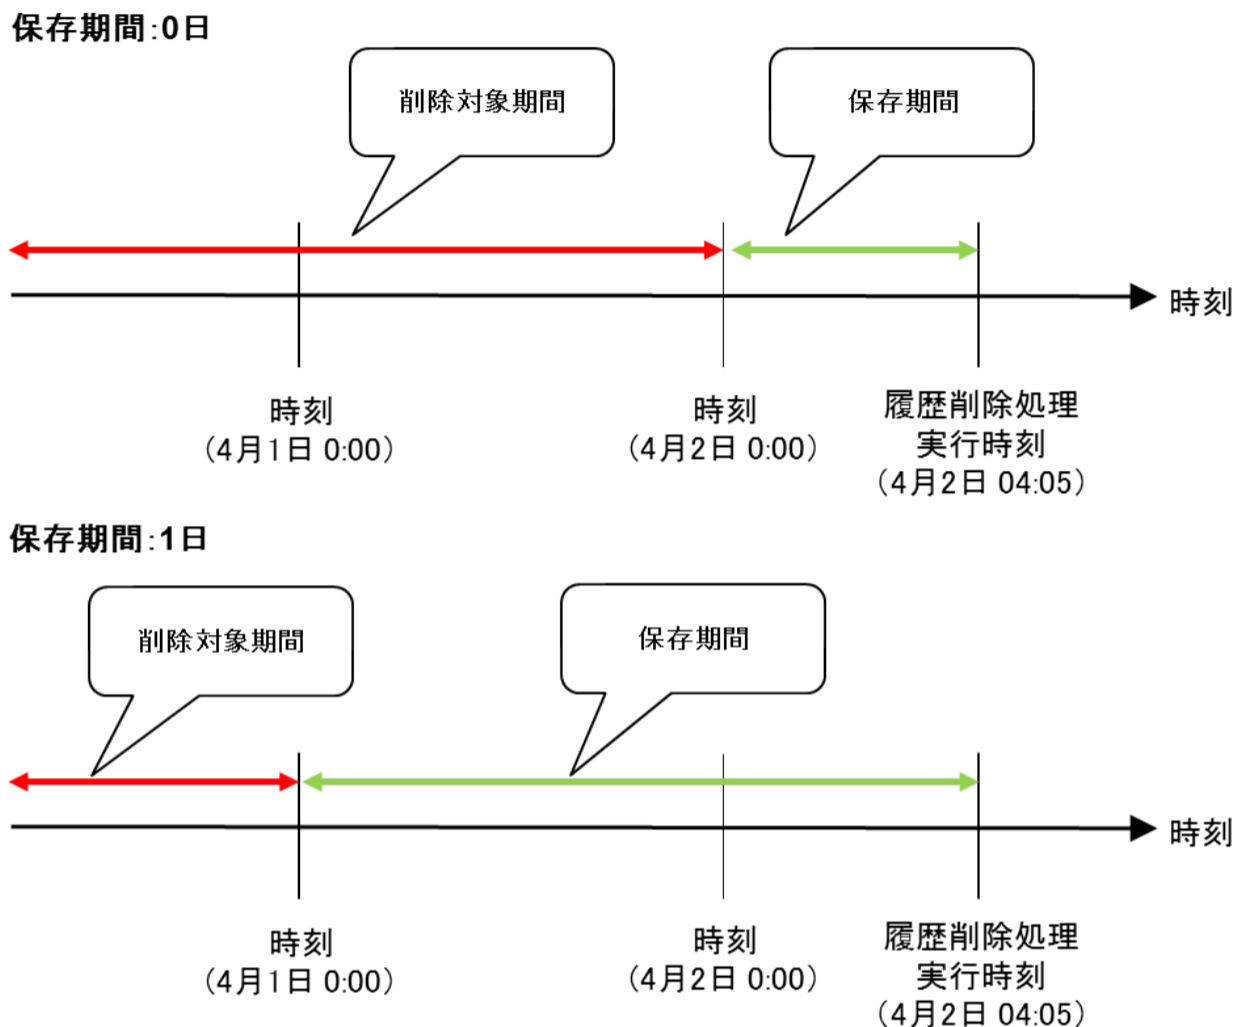 保存期間:0日
削除対象期間
保存期間
時刻
時刻
(4月1日 0:00)
時刻
(4月2日 0:00)
履歴削除処理
実行時刻
(4月2日 04:05)
保存期間:1日
削除対象期間
保存期間
時刻
時刻
(4月1日 0:00)
時刻
(4月2日 0:00)
履歴削除処理
実行時刻
(4月2日 04:05)